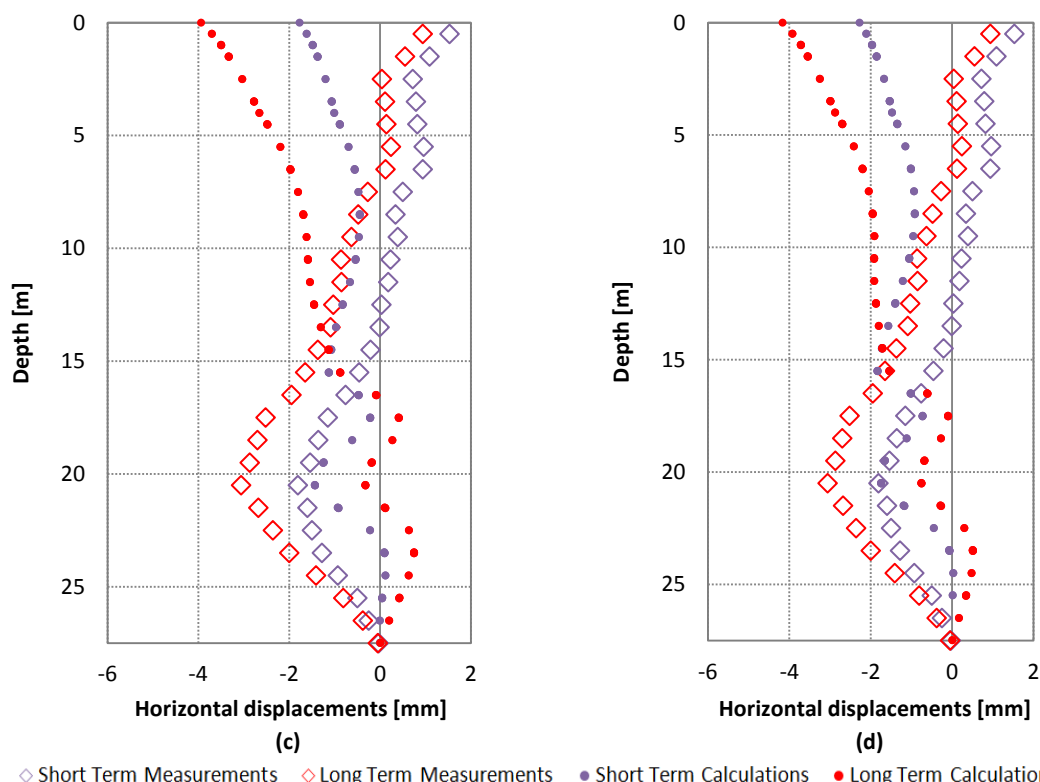 0
5
10
15
20
25
Depth [m]
-6 -4 -2 0 2
Horizontal displacements [mm]
(c)
0
5
10
15
20
25
Depth [m]
-6 -4 -2 0 2
Horizontal displacements [mm]
(d)
Short Term Measurements Long Term Measurements Short Term Calculations Long Term Calculatio